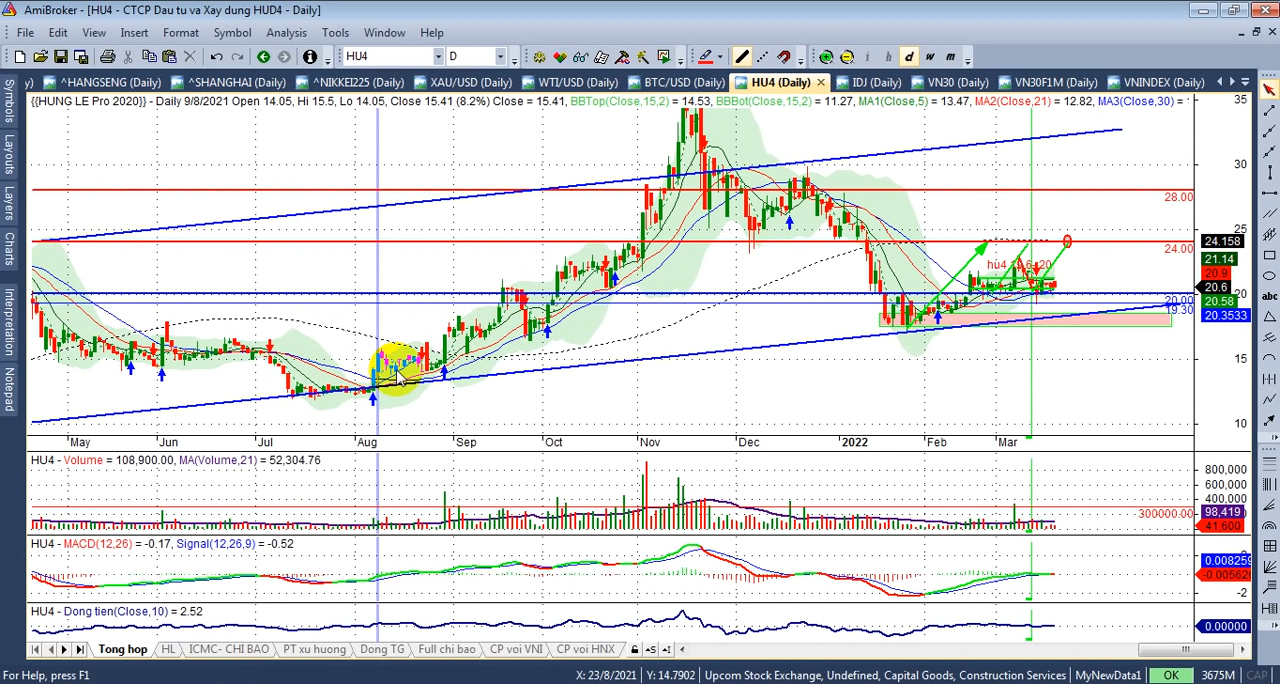 AmiBroker - [HU4 - CTCP Dau tu va Xay dung HUD4 - Daily]
File Edit View Insert Format Symbol Analysis Tools Window Help
HU4 D i h d w m
y) ^HANGSENG (Daily) ^SHANGHAI (Daily) ^NIKKEI225 (Daily) XAU/USD (Daily) WTI/USD (Daily) BTC/USD (Daily) HU4 (Daily) IDJ (Daily) VN30 (Daily) VN30F1M (Daily) VNINDEX (Daily)
Symbols
Layouts
Layers
Charts
Interpretation
Notepad
{{HUNG LE Pro 2020}} - Daily 9/8/2021 Open 14.05, Hi 15.5, Lo 14.05, Close 15.41 (8.2%) Close = 15.41, BBTop(Close,15,2) = 14.53, BBBot(Close,15,2) = 11.27, MA1(Close,5) = 13.47, MA2(Close,21) = 12.82, MA3(Close,30) =
35
30
28.00
25
24.158
24.00
21.14
20.9
20.6
20
20.58
20.00
19.30
20.3533
15
10
abc
May Jun Jul Aug Sep Oct Nov Dec 2022 Feb Mar
HU4 - Volume = 108,900.00, MA(Volume,21) = 52,304.76
800,000
600,000
400,000
300000.00
98,419
41,600
HU4 - MACD(12,26) = -0.17, Signal(12,26,9) = -0.52
-2
HU4 - Dong tien(Close,10) = 2.52
0.00000
Tong hop HL ICMC- CHI BAO PT xu huong Dong TG Full chi bao CP voi VNI CP voi HNX
For Help, press F1 X: 23/8/2021 Y: 14.7902 Upcom Stock Exchange, Undefined, Capital Goods, Construction Services MyNewData1 OK 3675M CAP